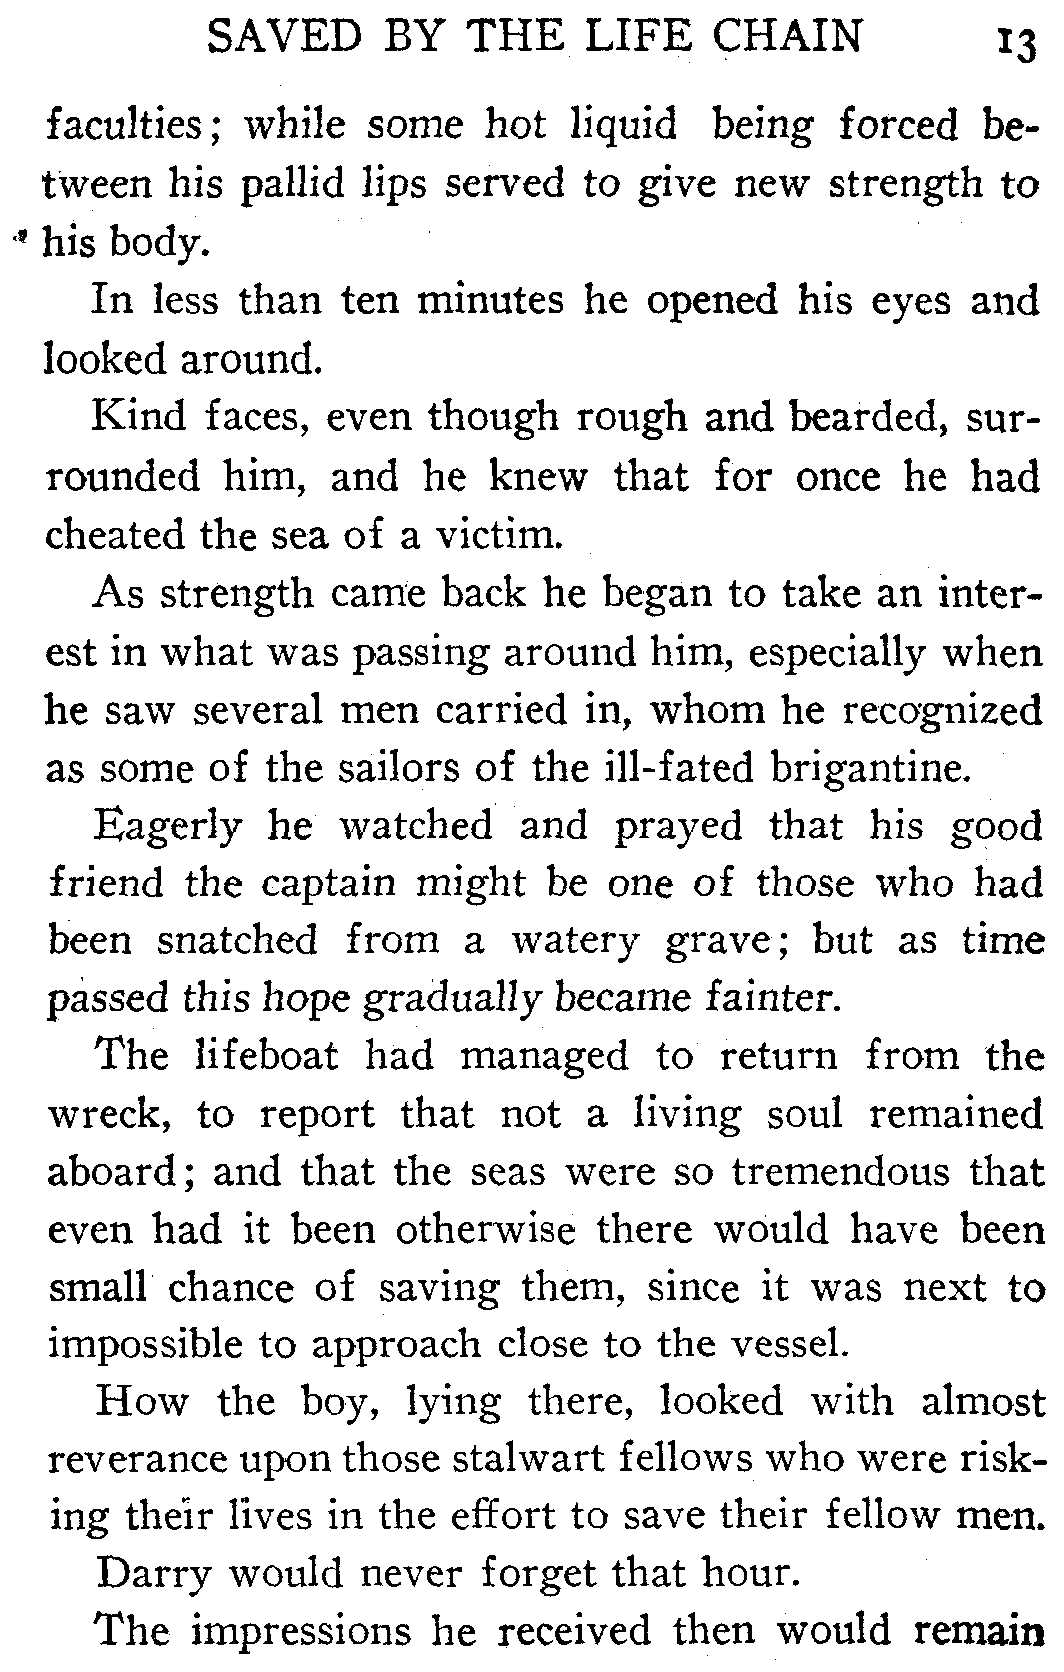 SAVED BY THE LIFE CHAIN 13
faculties; while some hot liquid being forced be-
tween his pallid lips served to give new strength to
his body.
In less than ten minutes he opened his eyes and
looked around.
Kind faces, even though rough and bearded, sur-
rounded him, and he knew that for once he had
cheated the sea of a victim.
As strength came back he began to take an inter-
est in what was passing around him, especially when
he saw several men carried in, whom he recognized
as some of the sailors of the ill-fated brigantine.
Eagerly he watched and prayed that his good
friend the captain might be one of those who had
been snatched from a watery grave; but as time
passed this hope gradually became fainter.
The lifeboat had managed to return from the
wreck, to report that not a living soul remained
aboard; and that the seas were so tremendous that
even had it been otherwise there would have been
small chance of saving them, since it was next to
impossible to approach close to the vessel.
How the boy, lying there, looked with almost
reverance upon those stalwart fellows who were risk-
ing their lives in the effort to save their fellow men.
Darry would never forget that hour.
The impressions he received then would remain